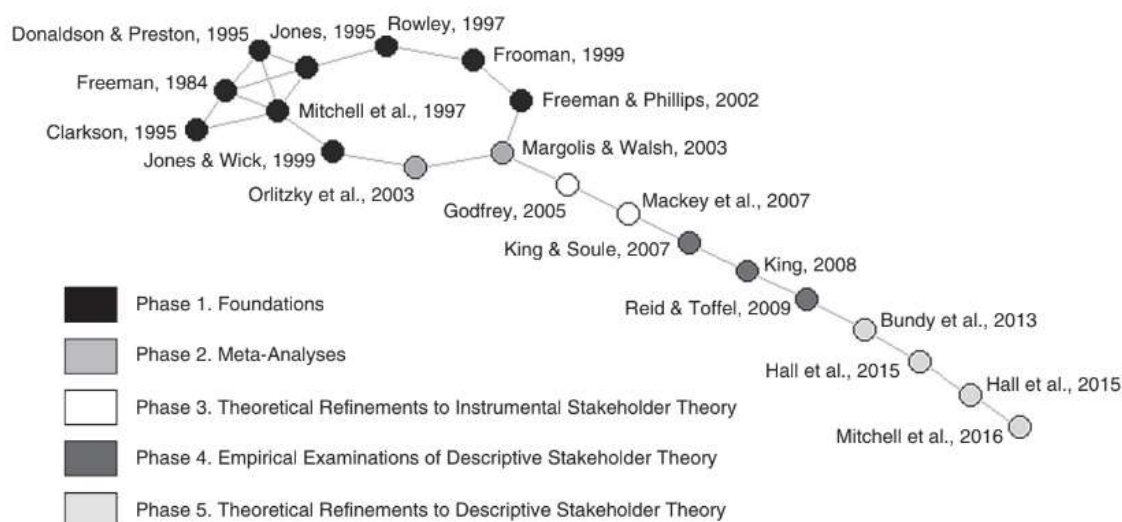 Rowley, 1997
Donaldson & Preston, 1995
Jones, 1995
Frooman, 1999
Freeman, 1984
Freeman & Phillips, 2002
Mitchell et al., 1997
Clarkson, 1995
Margolis & Walsh, 2003
Jones & Wick, 1999
Orlitzky et al., 2003
Godfrey, 2005
Mackey et al., 2007
King & Soule, 2007
King, 2008
Reid & Toffel, 2009
Bundy et al., 2013
Hall et al., 2015
Hall et al., 2015
Mitchell et al., 2016
Phase 1. Foundations
Phase 2. Meta-Analyses
Phase 3. Theoretical Refinements to Instrumental Stakeholder Theory
Phase 4. Empirical Examinations of Descriptive Stakeholder Theory
Phase 5. Theoretical Refinements to Descriptive Stakeholder Theory